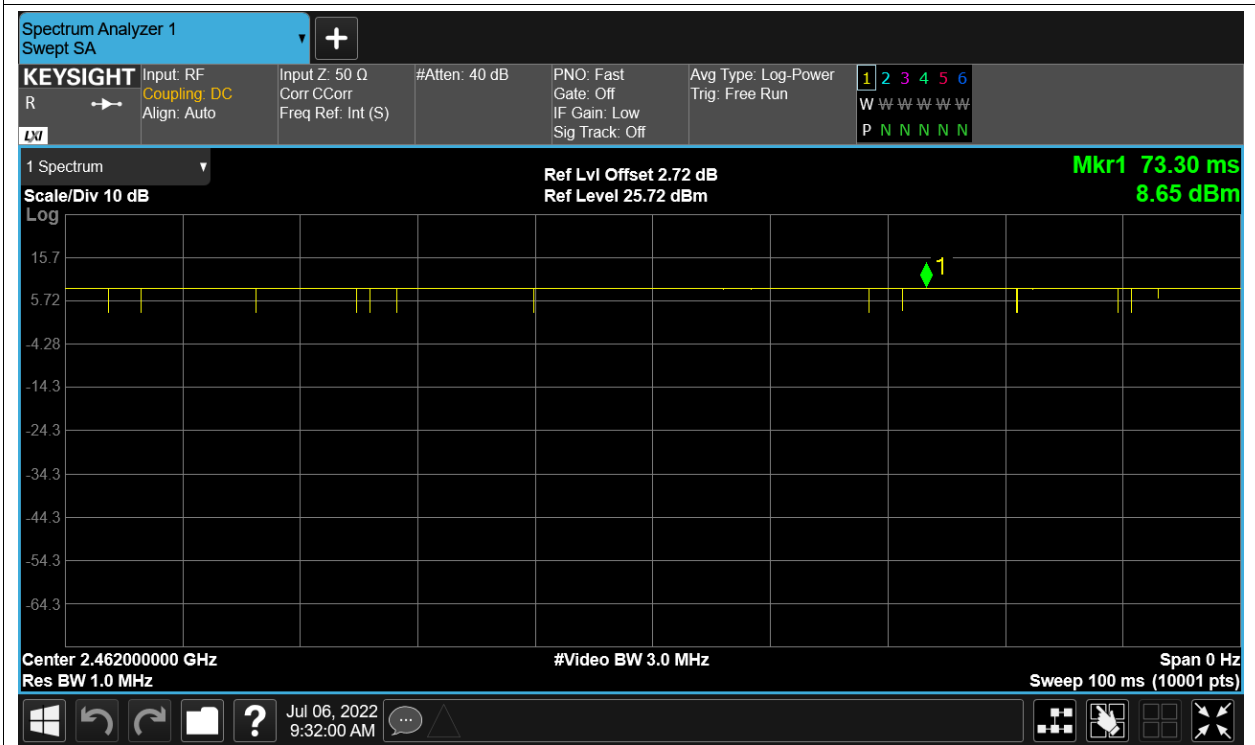 Spectrum Analyzer 1
Swept SA
KEYSIGHT
R
LXI
Input: RF
Coupling: DC
Align: Auto
Input Z: 50 Ω
Corr CCorr
Freq Ref: Int (S)
#Atten: 40 dB
PNO: Fast
Gate: Off
IF Gain: Low
Sig Track: Off
Avg Type: Log-Power
Trig: Free Run
1 2 3 4 5 6
W W W W W W
P N N N N N
1 Spectrum
Scale/Div 10 dB
Log
Ref Lvl Offset 2.72 dB
Ref Level 25.72 dBm
Mkr1 73.30 ms
8.65 dBm
15.7
1
5.72
-4.28
-14.3
-24.3
-34.3
-44.3
-54.3
-64.3
Center 2.462000000 GHz
Res BW 1.0 MHz
#Video BW 3.0 MHz
Span 0 Hz
Sweep 100 ms (10001 pts)
?
Jul 06, 2022
9:32:00 AM